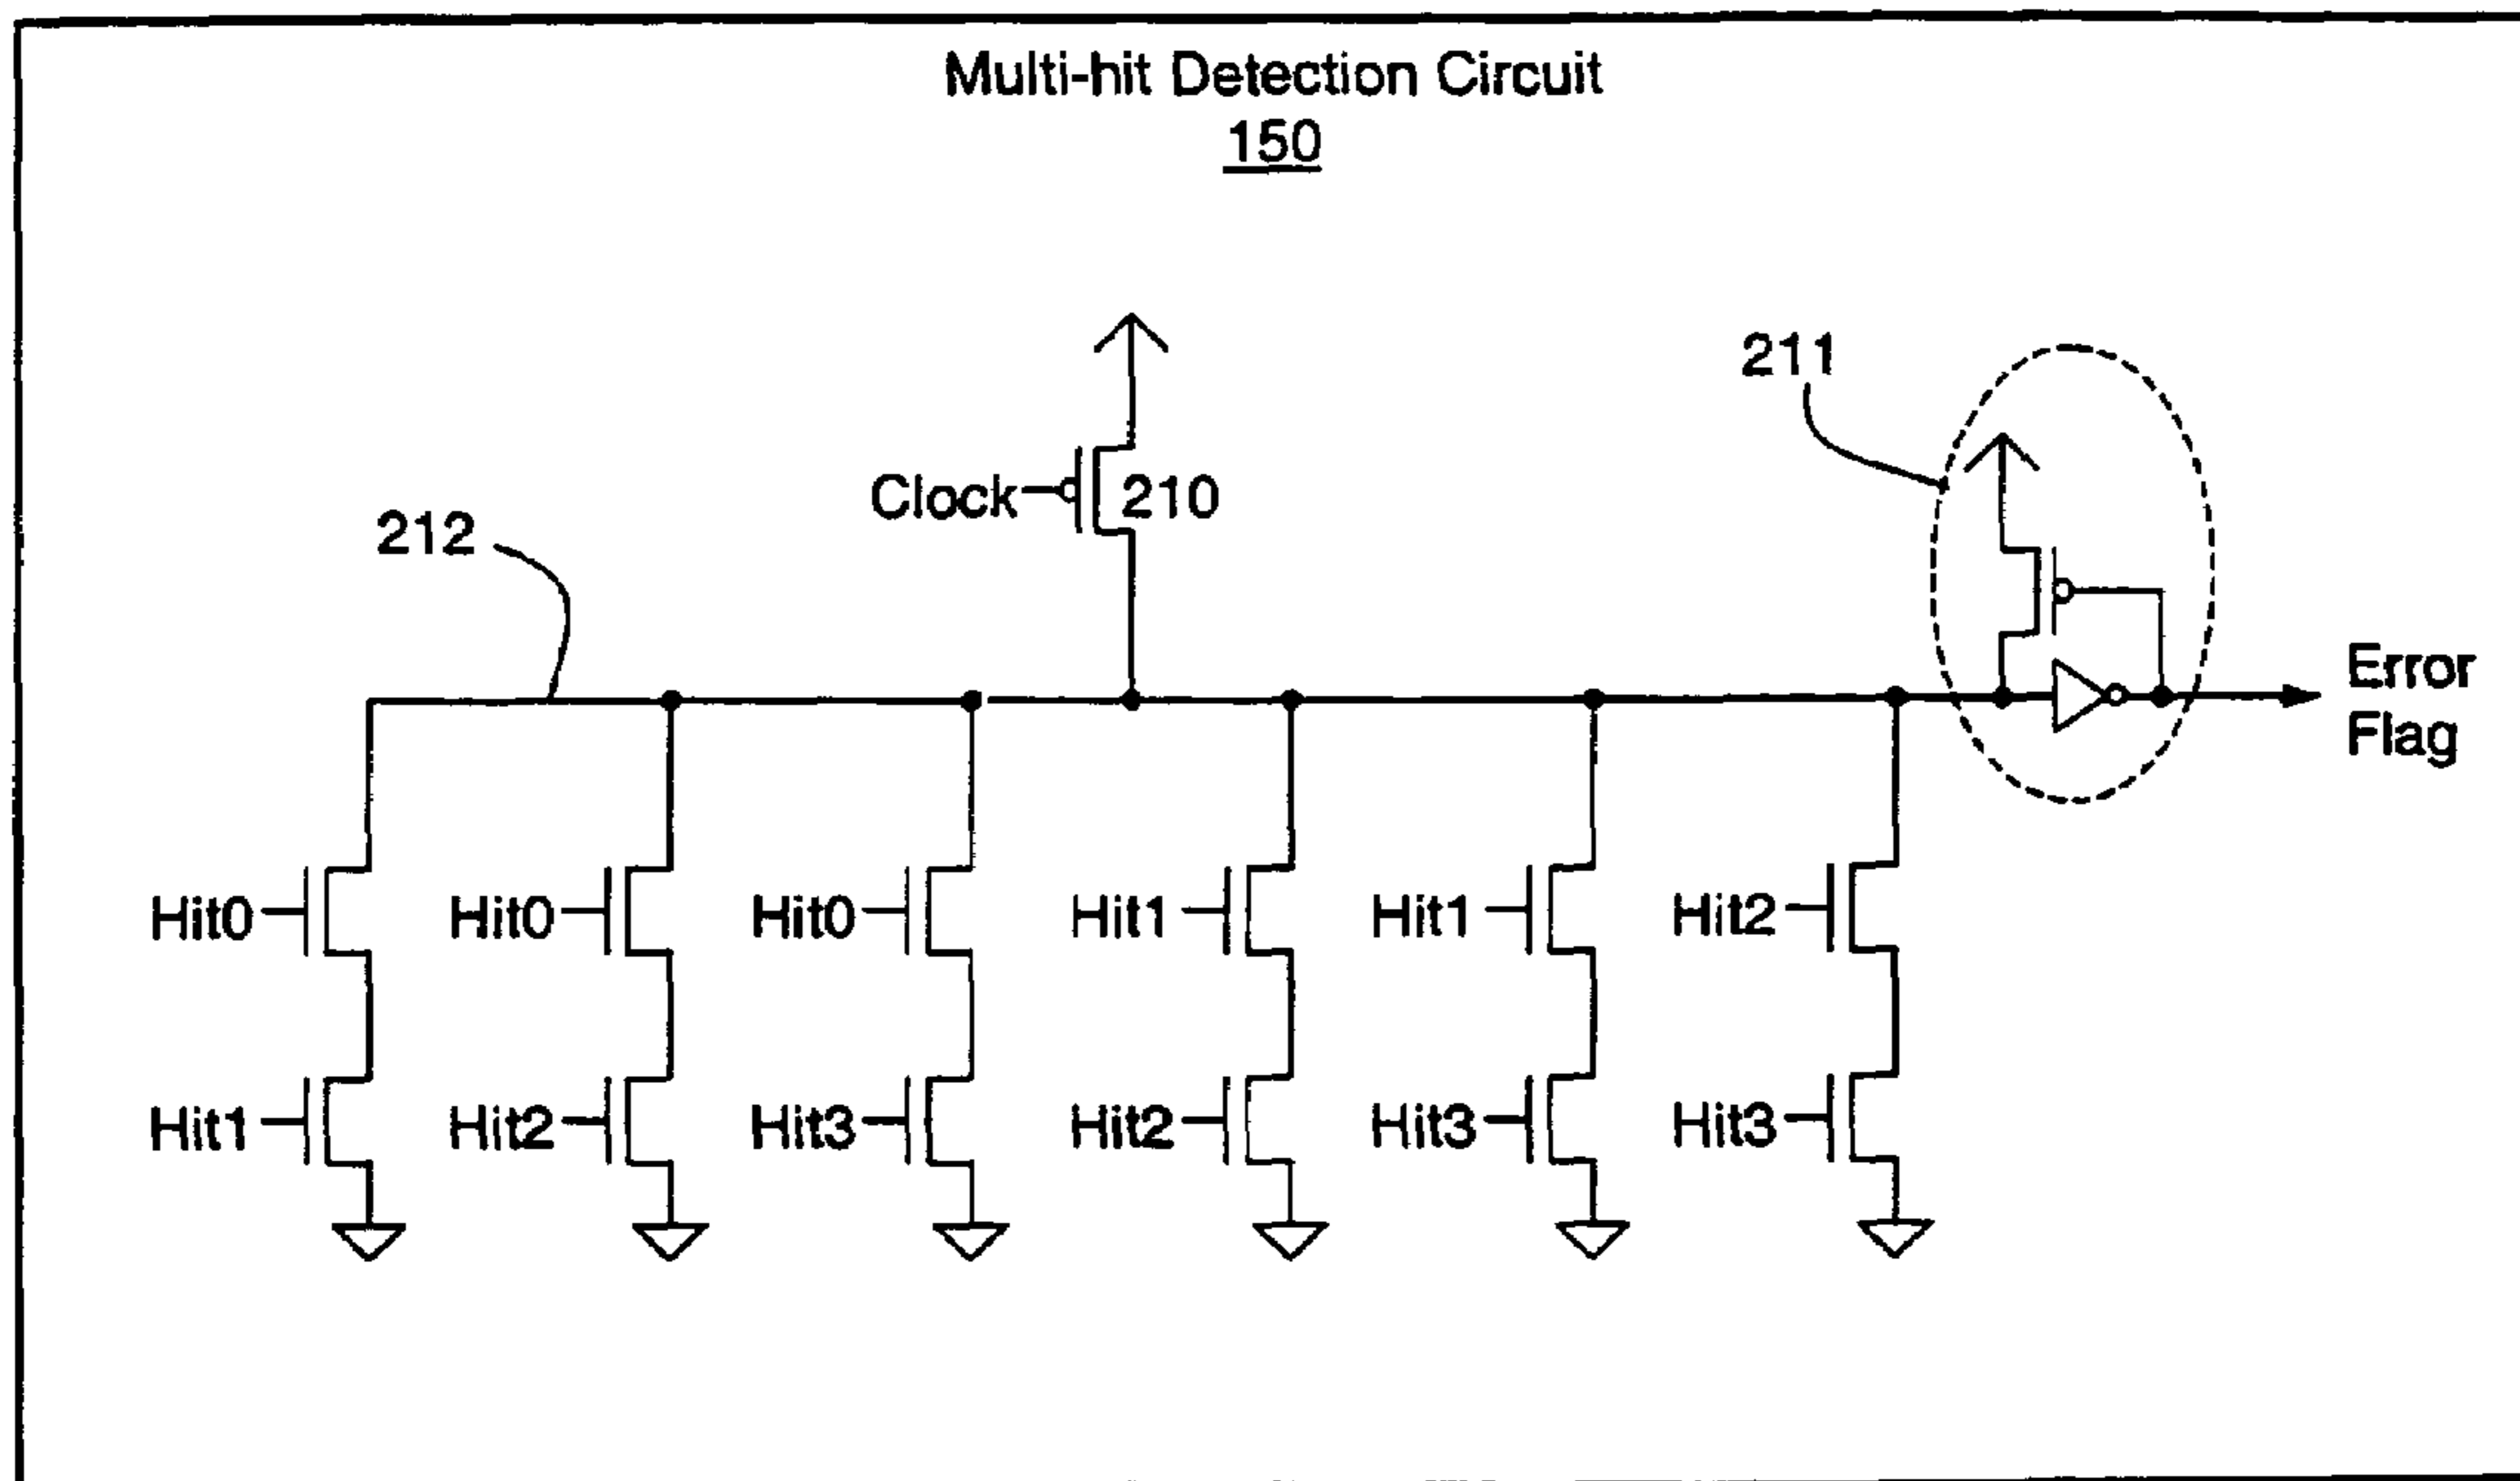 Multi-hit Detection Circuit
150
211
Clock
210
212
Error
Flag
Hit0
Hit0
Hit0
Hit1
Hit1
Hit2
Hit1
Hit2
Hit3
Hit2
Hit3
Hit3